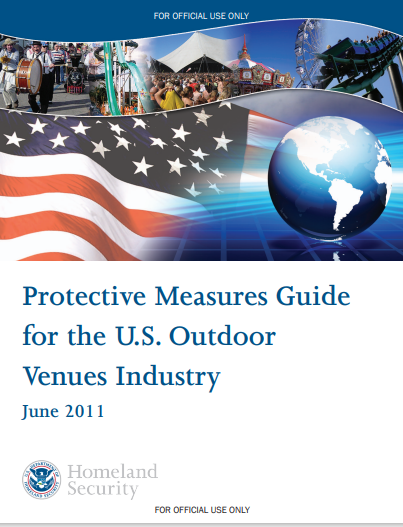 FOR OFFICIAL USE ONLY
Protective Measures Guide
for the U.S. Outdoor
Venues Industry
June 2011
Homeland
Security
FOR OFFICIAL USE ONLY